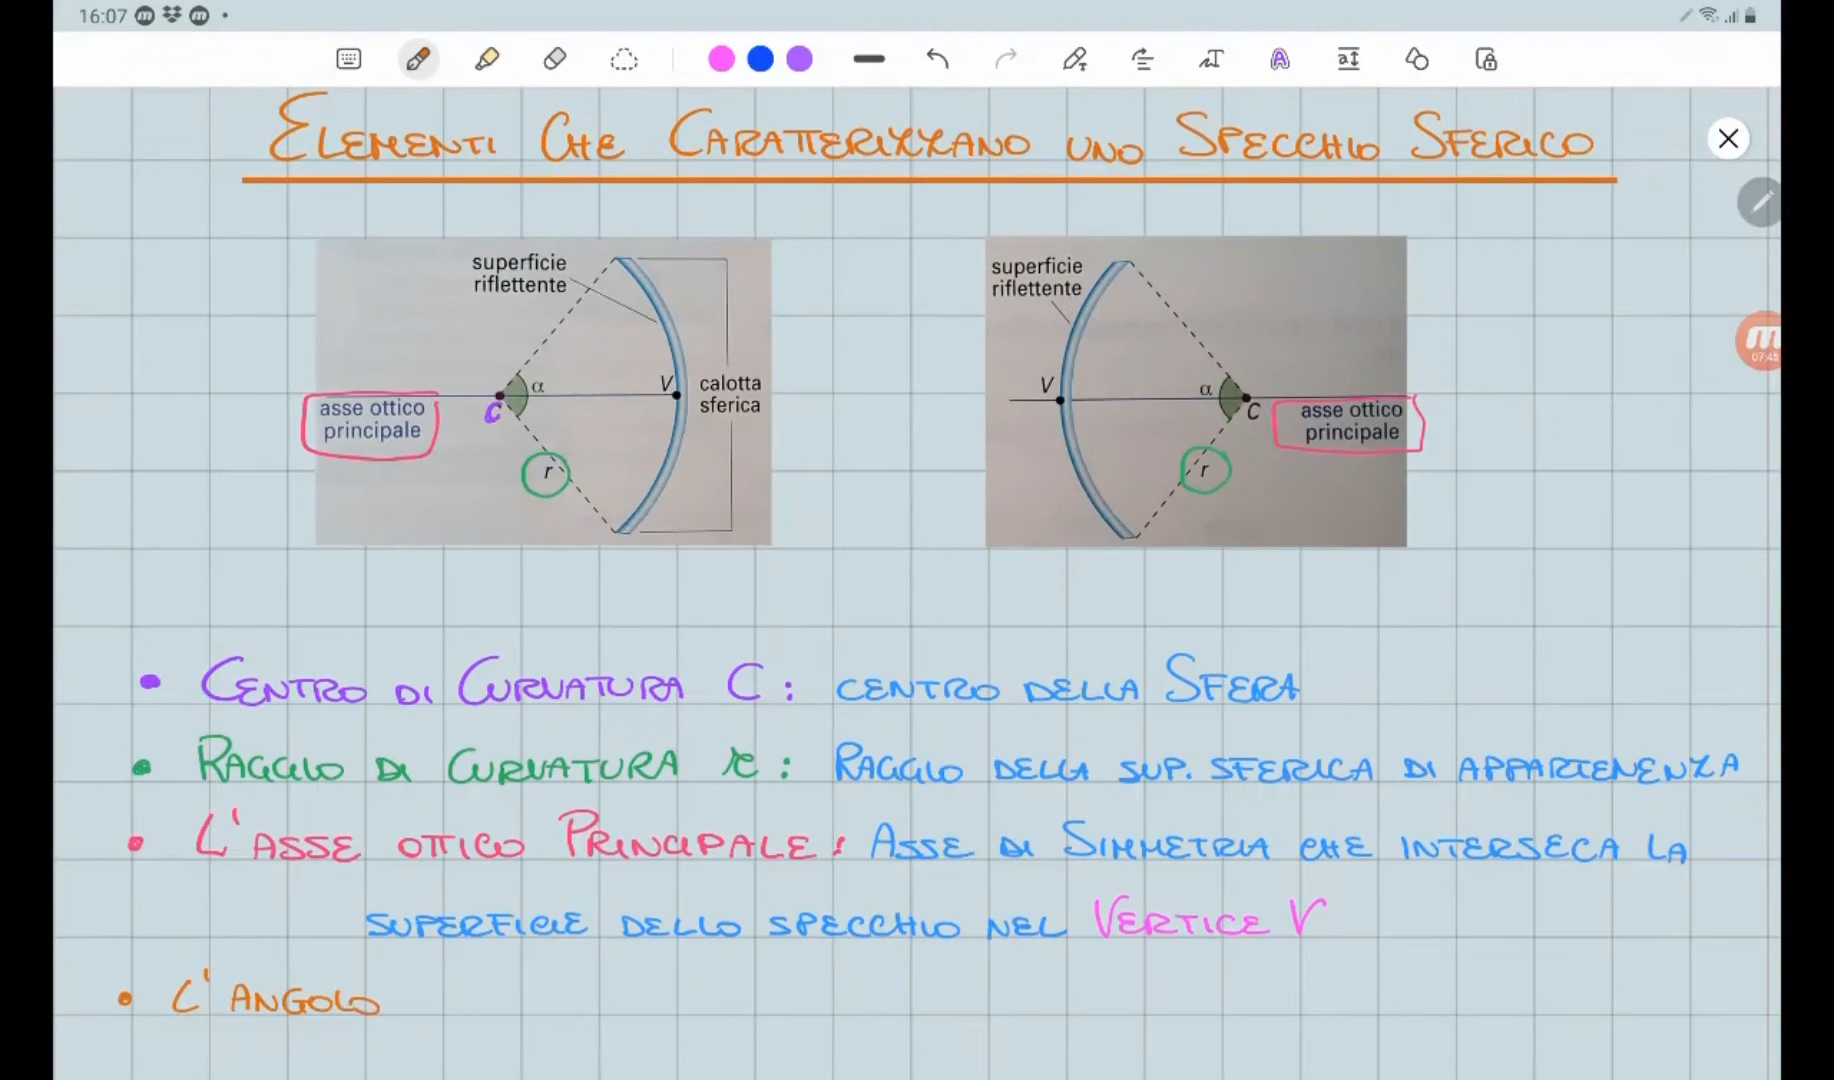 16:07
ELEMENTI CHE CARATTERIZZANO UNO SPECCHIO SFERICO
superficie
riflettente
α
V
calotta
sferica
asse ottico
principale
C
r
superficie
riflettente
V
α
C
asse ottico
principale
r
07:45
• CENTRO DI CURVATURA C: CENTRO DELLA SFERA
• RAGGIO DI CURVATURA r: RAGGIO DELLA SUP. SFERICA DI APPARTENENZA
• L'ASSE OTTICO PRINCIPALE: ASSE DI SIMMETRIA CHE INTERSECA LA
SUPERFICIE DELLO SPECCHIO NEL VERTICE V
• L'ANGOLO